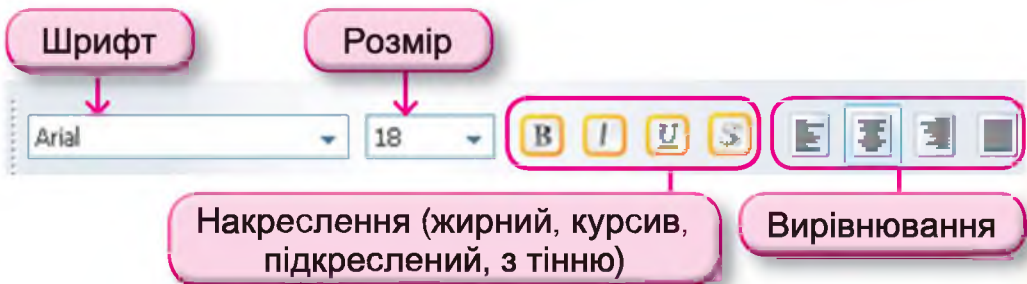 Шрифт
Розмір
Arial
18
B I U S
Накреслення (жирний, курсив,
підкреслений, з тінню)
Вирівнювання